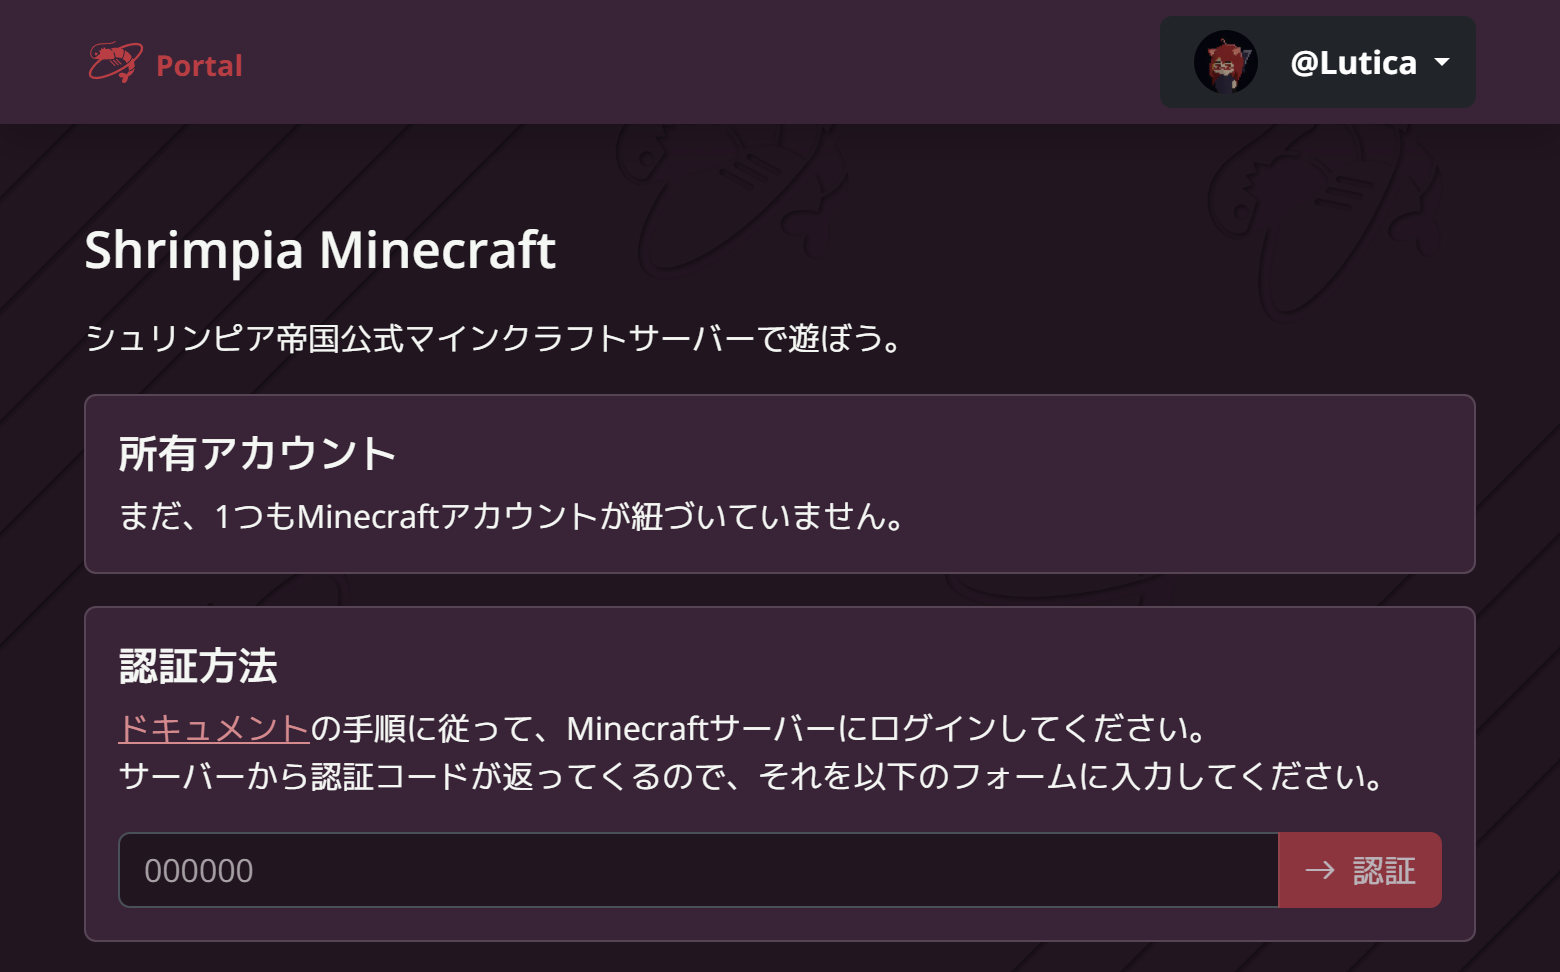 Portal
@Lutica
Shrimpia Minecraft
シュリンピア帝国公式マインクラフトサーバーで遊ぼう。
所有アカウント
まだ、1つもMinecraftアカウントが紐づいていません。
認証方法
ドキュメントの手順に従って、Minecraftサーバーにログインしてください。
サーバーから認証コードが返ってくるので、それを以下のフォームに入力してください。
000000
→ 認証